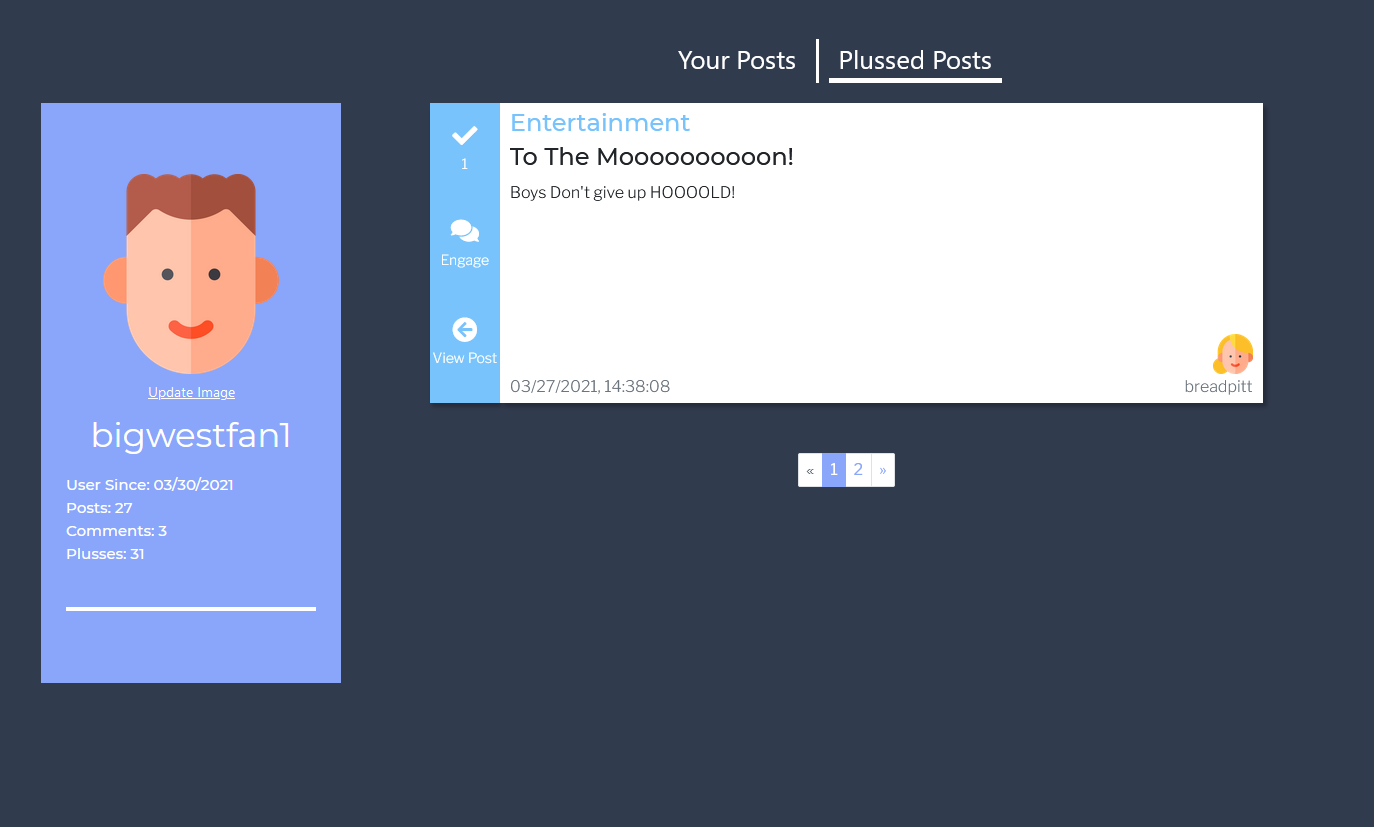 Your Posts
Plussed Posts
Update Image
bigwestfan1
User Since: 03/30/2021
Posts: 27
Comments: 3
Plusses: 31
1
Engage
View Post
Entertainment
To The Mooooooooooon!
Boys Don't give up HOOOOLD!
03/27/2021, 14:38:08
breadpitt
« 1 2 »